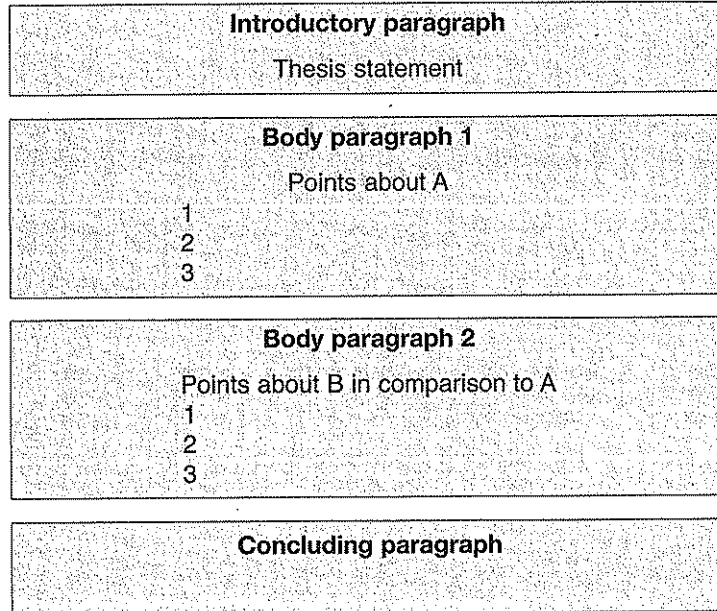 Introductory paragraph
Thesis statement
Body paragraph 1
Points about A
1
2
3
Body paragraph 2
Points about B in comparison to A
1
2
3
Concluding paragraph